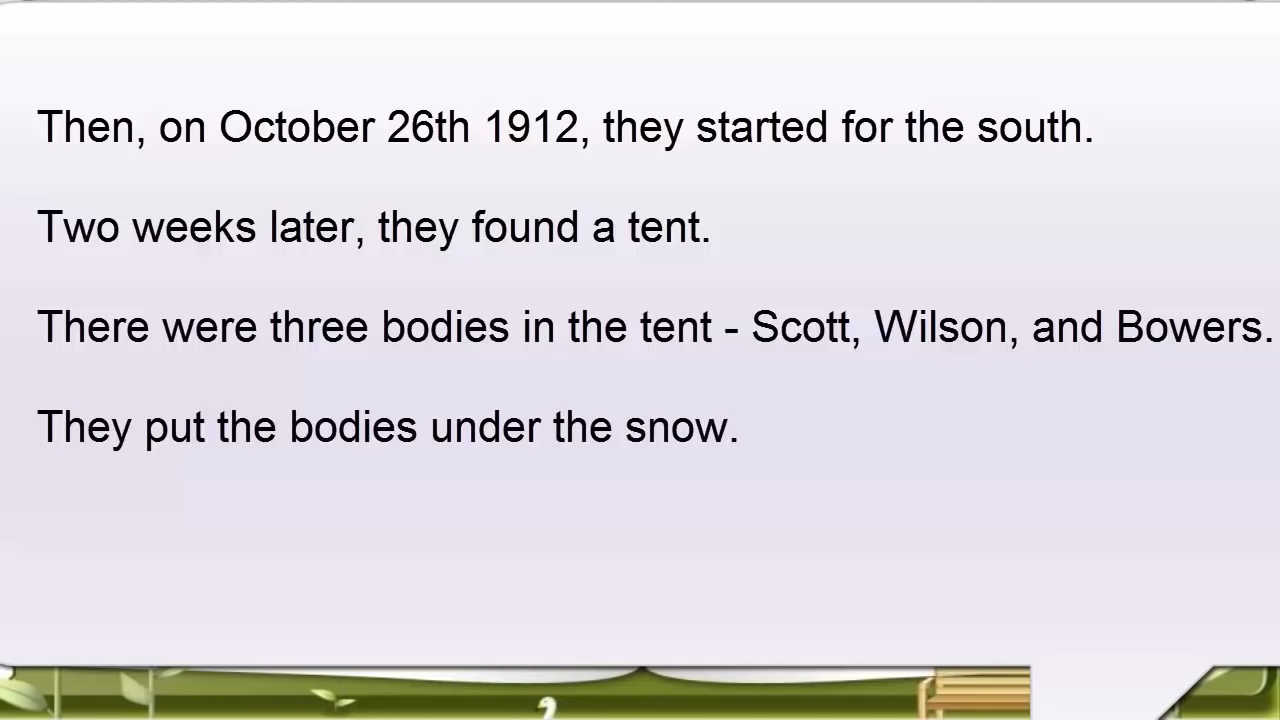 Then, on October 26th 1912, they started for the south.
Two weeks later, they found a tent.
There were three bodies in the tent - Scott, Wilson, and Bowers.
They put the bodies under the snow.